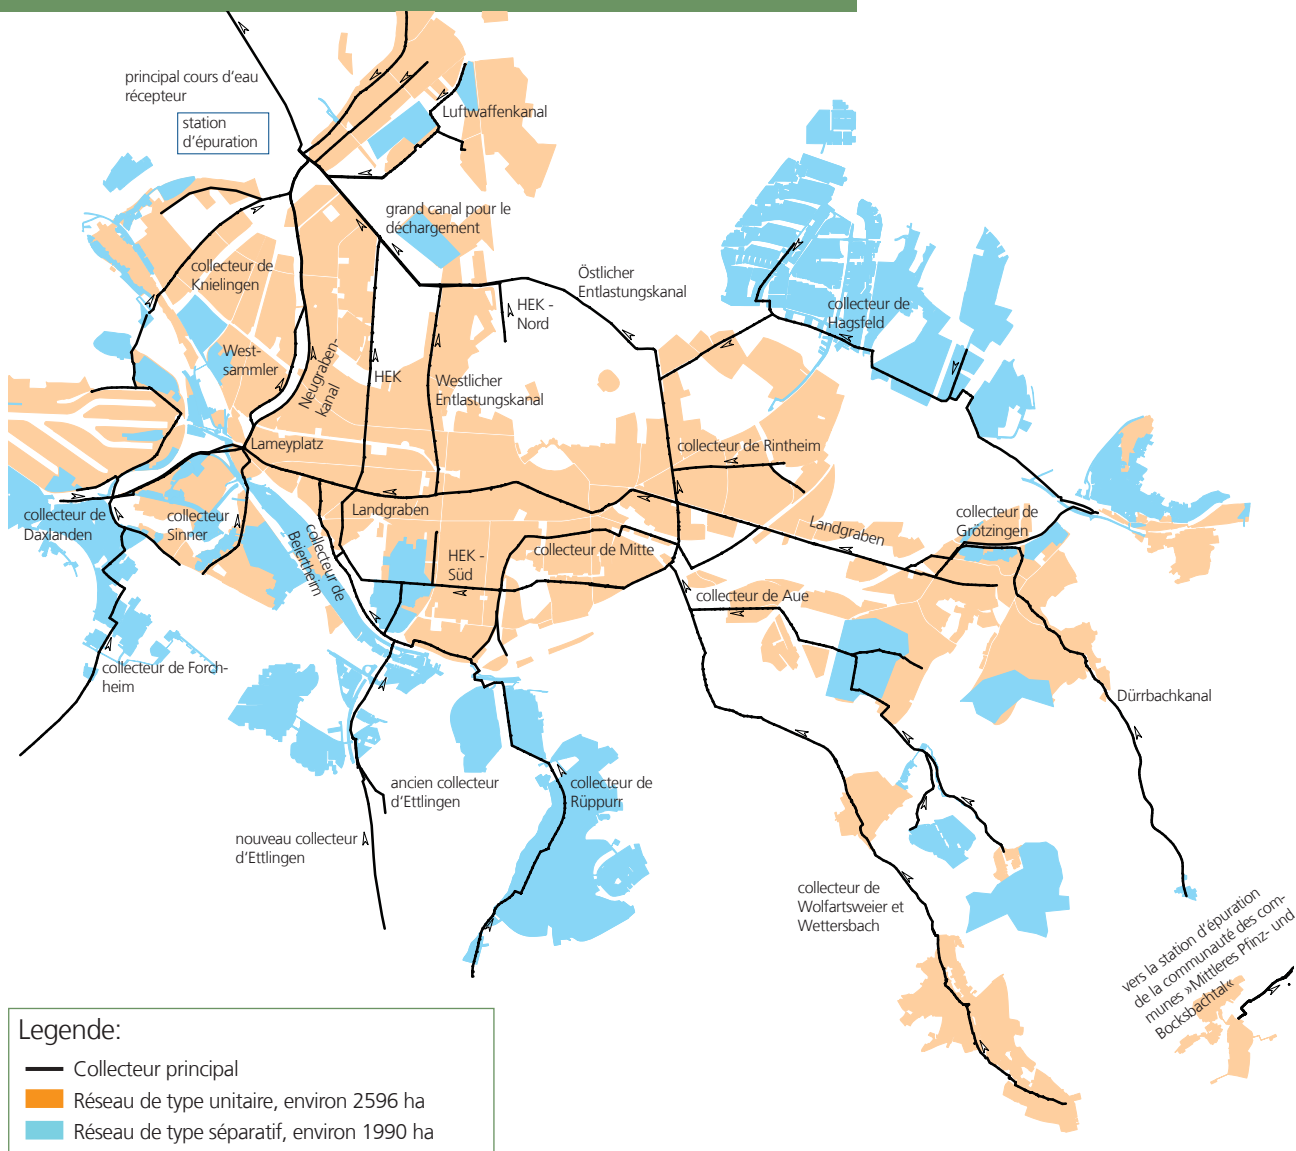 principal cours d'eau
récepteur
station
d'épuration
Luftwaffenkanal
grand canal pour le
déchargement
collecteur de
Knielingen
Östlicher
Entlastungskanal
HEK -
Nord
collecteur de
Hagsfeld
West-
sammler
Neugraben-
kanal
HEK
Westlicher
Entlastungskanal
Lameyplatz
collecteur de Rintheim
collecteur de
Daxlanden
collecteur
Sinner
collecteur de
Beiertheim
Landgraben
HEK -
Süd
collecteur de Mitte
Landgraben
collecteur de
Grötzingen
collecteur de Aue
collecteur de Forch-
heim
Dürrbachkanal
ancien collecteur
d'Ettlingen
collecteur de
Rüppurr
nouveau collecteur
d'Ettlingen
collecteur de
Wolfartsweier et
Wettersbach
vers la station d'épuration
de la communauté des com-
munes »Mittleres Pfinz- und
Bocksbachtal«
Legende:
Collecteur principal
Réseau de type unitaire, environ 2596 ha
Réseau de type séparatif, environ 1990 ha